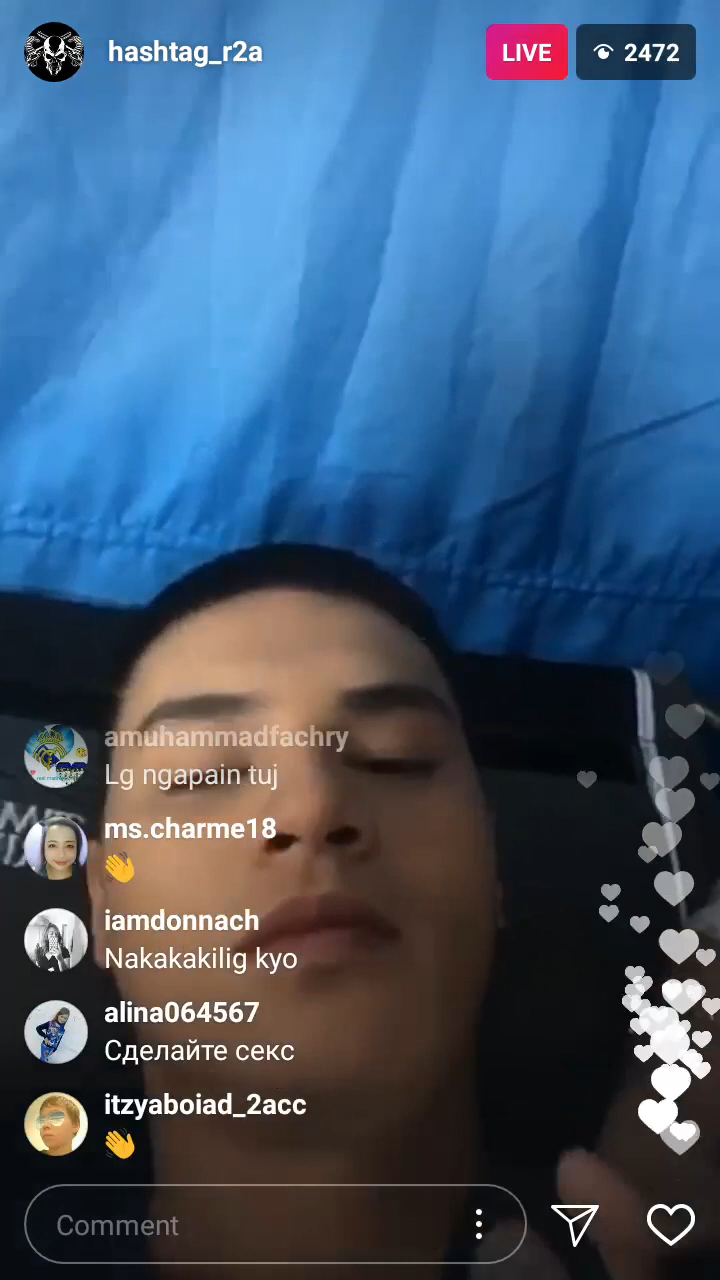 hashtag_r2a
LIVE
2472
amuhammadfachry
Lg ngapain tuj
ms.charme18
👋
iamdonnach
Nakakakilig kyo
alina064567
Сделайте секс
itzyaboiad_2acc
👋
Comment